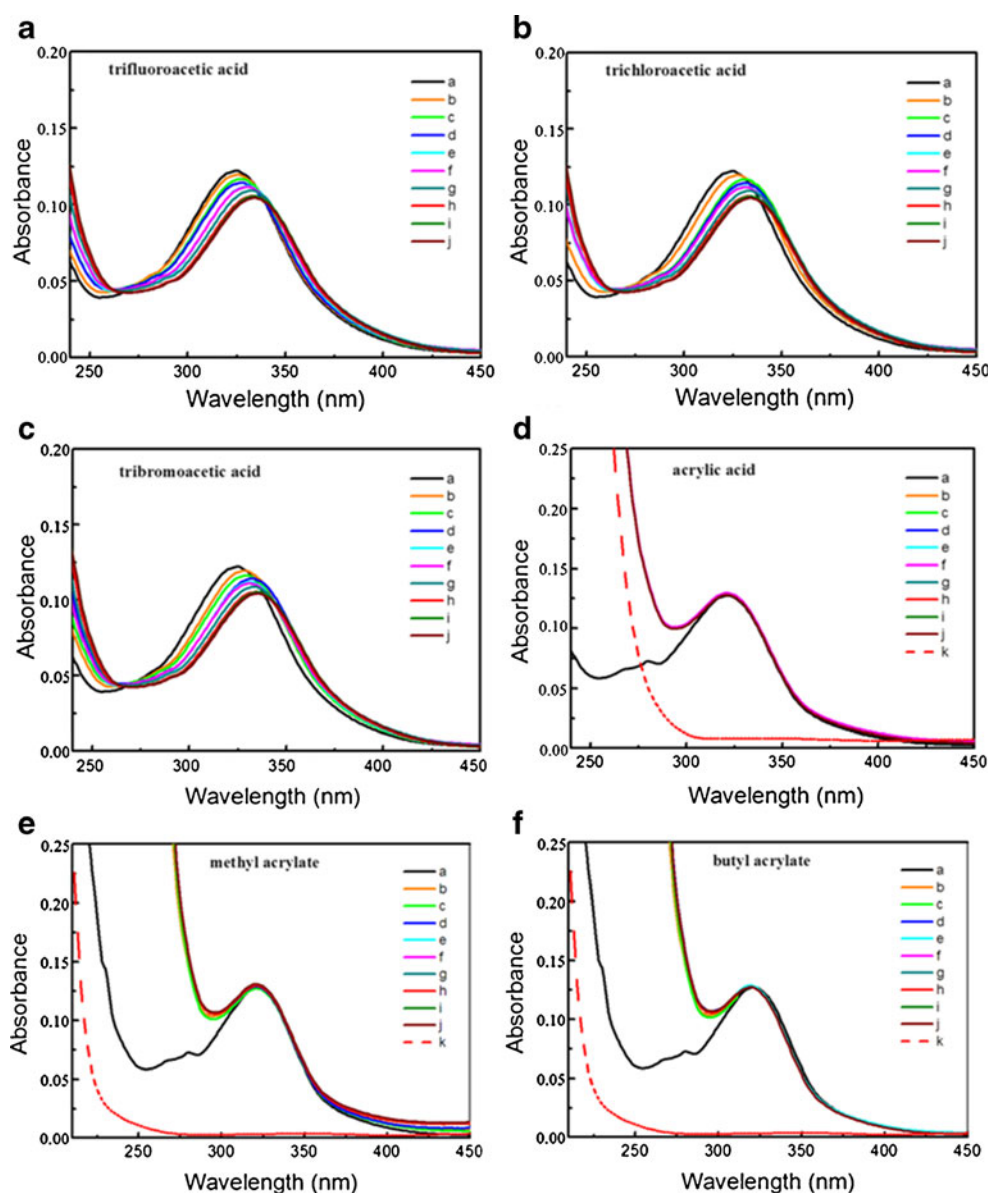 a
trifluoroacetic acid
Absorbance
0.20
0.15
0.10
0.05
0.00
250 300 350 400 450
Wavelength (nm)
a
b
c
d
e
f
g
h
i
j
b
trichloroacetic acid
Absorbance
0.20
0.15
0.10
0.05
0.00
250 300 350 400 450
Wavelength (nm)
a
b
c
d
e
f
g
h
i
j
c
tribromoacetic acid
Absorbance
0.20
0.15
0.10
0.05
0.00
250 300 350 400 450
Wavelength (nm)
a
b
c
d
e
f
g
h
i
j
d
acrylic acid
Absorbance
0.25
0.20
0.15
0.10
0.05
0.00
250 300 350 400 450
Wavelength (nm)
a
b
c
d
e
f
g
h
i
j
k
e
methyl acrylate
Absorbance
0.25
0.20
0.15
0.10
0.05
0.00
250 300 350 400 450
Wavelength (nm)
a
b
c
d
e
f
g
h
i
j
k
f
butyl acrylate
Absorbance
0.25
0.20
0.15
0.10
0.05
0.00
250 300 350 400 450
Wavelength (nm)
a
b
c
d
e
f
g
h
i
j
k